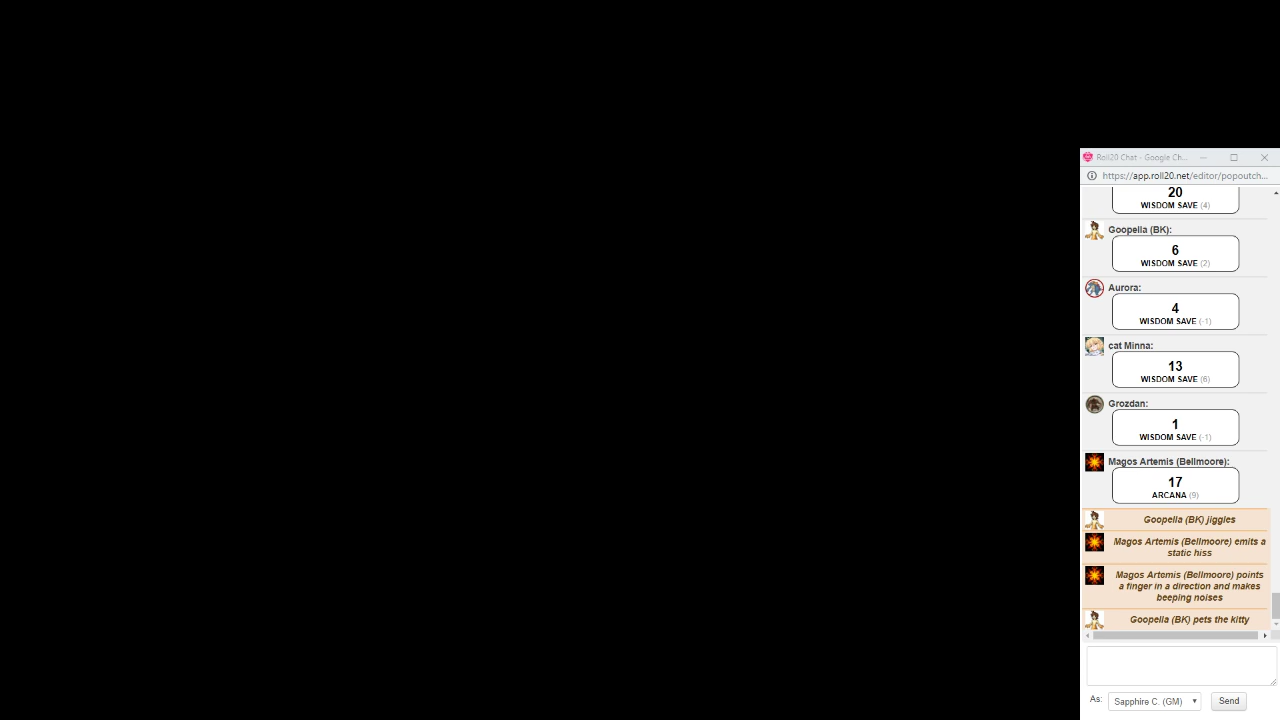 Roll20 Chat - Google Ch...
https://app.roll20.net/editor/popoutch...
20
WISDOM SAVE (4)
Goopella (BK):
6
WISDOM SAVE (2)
Aurora:
4
WISDOM SAVE (-1)
cat Minna:
13
WISDOM SAVE (6)
Grozdan:
1
WISDOM SAVE (-1)
Magos Artemis (Bellmoore):
17
ARCANA (9)
Goopella (BK) jiggles
Magos Artemis (Bellmoore) emits a
static hiss
Magos Artemis (Bellmoore) points
a finger in a direction and makes
beeping noises
Goopella (BK) pets the kitty
As: Sapphire C. (GM) Send